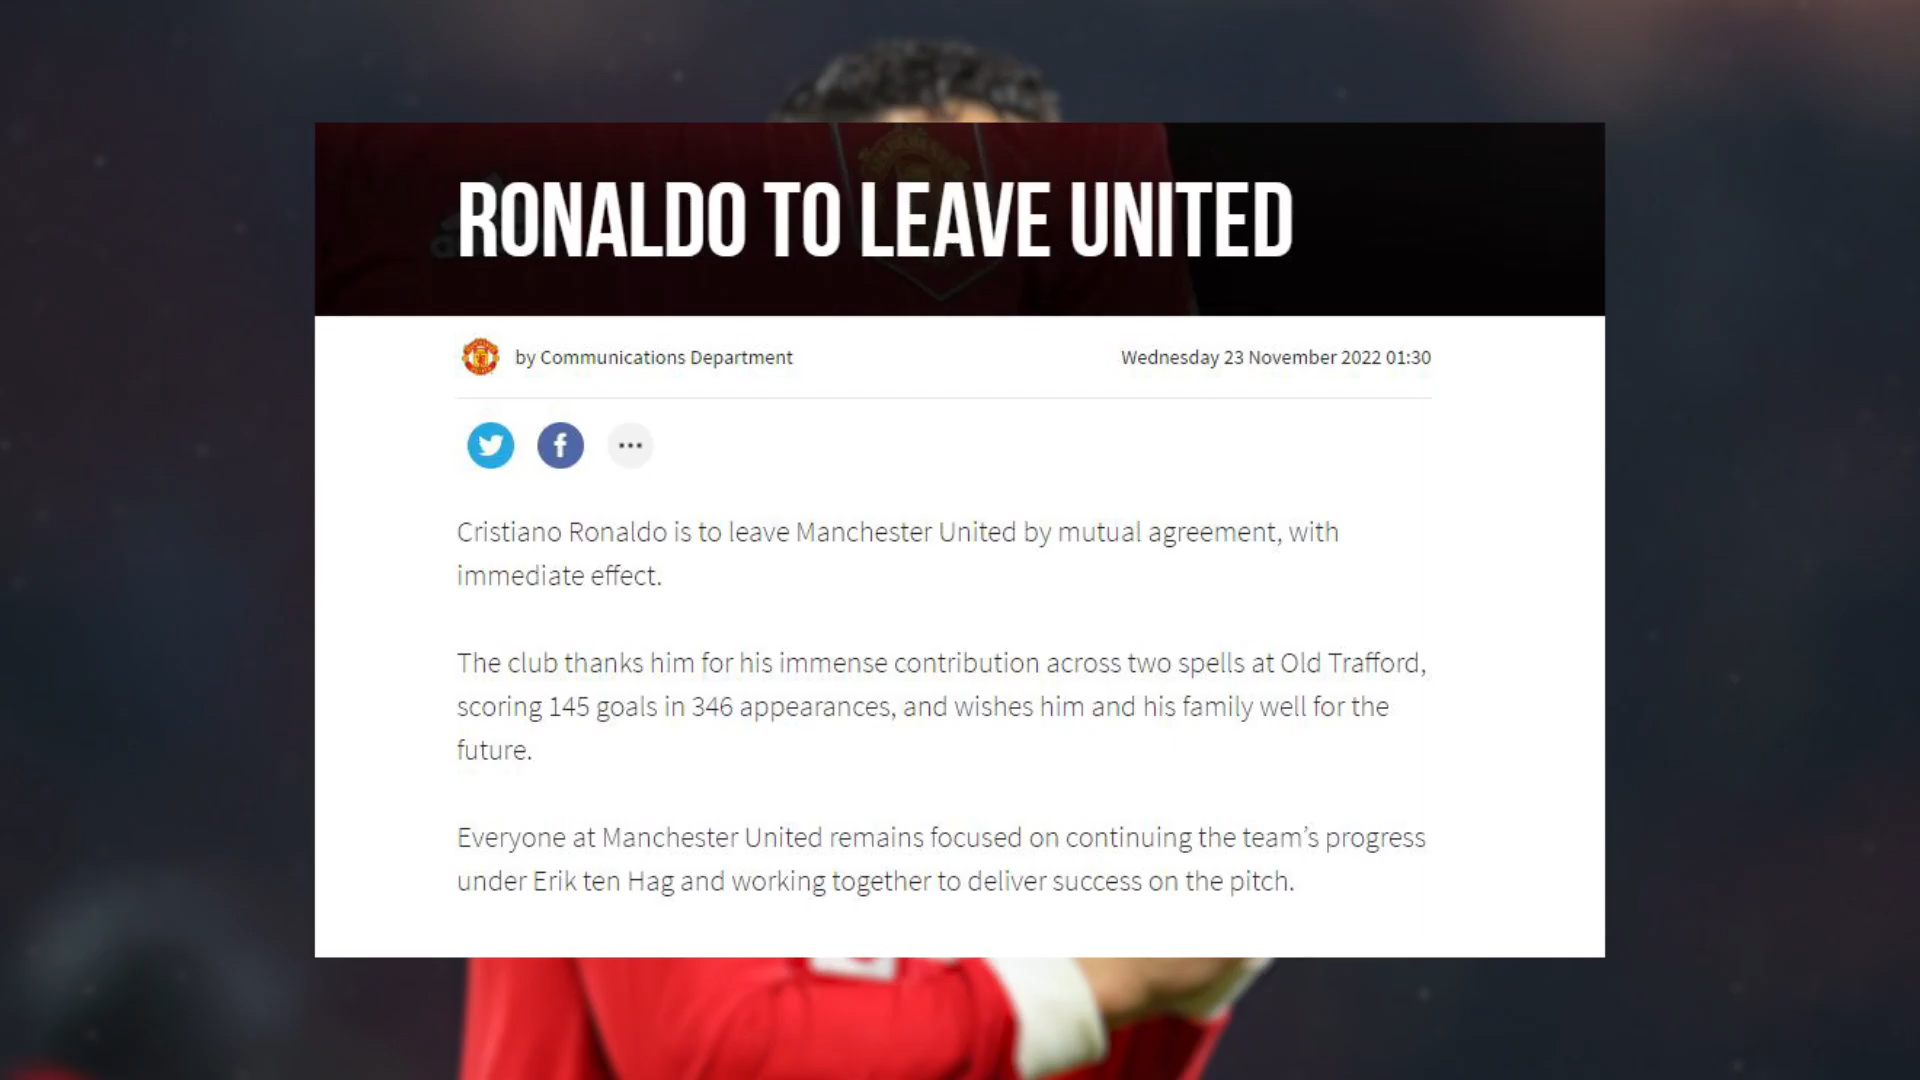 RONALDO TO LEAVE UNITED
by Communications Department
Wednesday 23 November 2022 01:30
Cristiano Ronaldo is to leave Manchester United by mutual agreement, with
immediate effect.
The club thanks him for his immense contribution across two spells at Old Trafford,
scoring 145 goals in 346 appearances, and wishes him and his family well for the
future.
Everyone at Manchester United remains focused on continuing the team’s progress
under Erik ten Hag and working together to deliver success on the pitch.